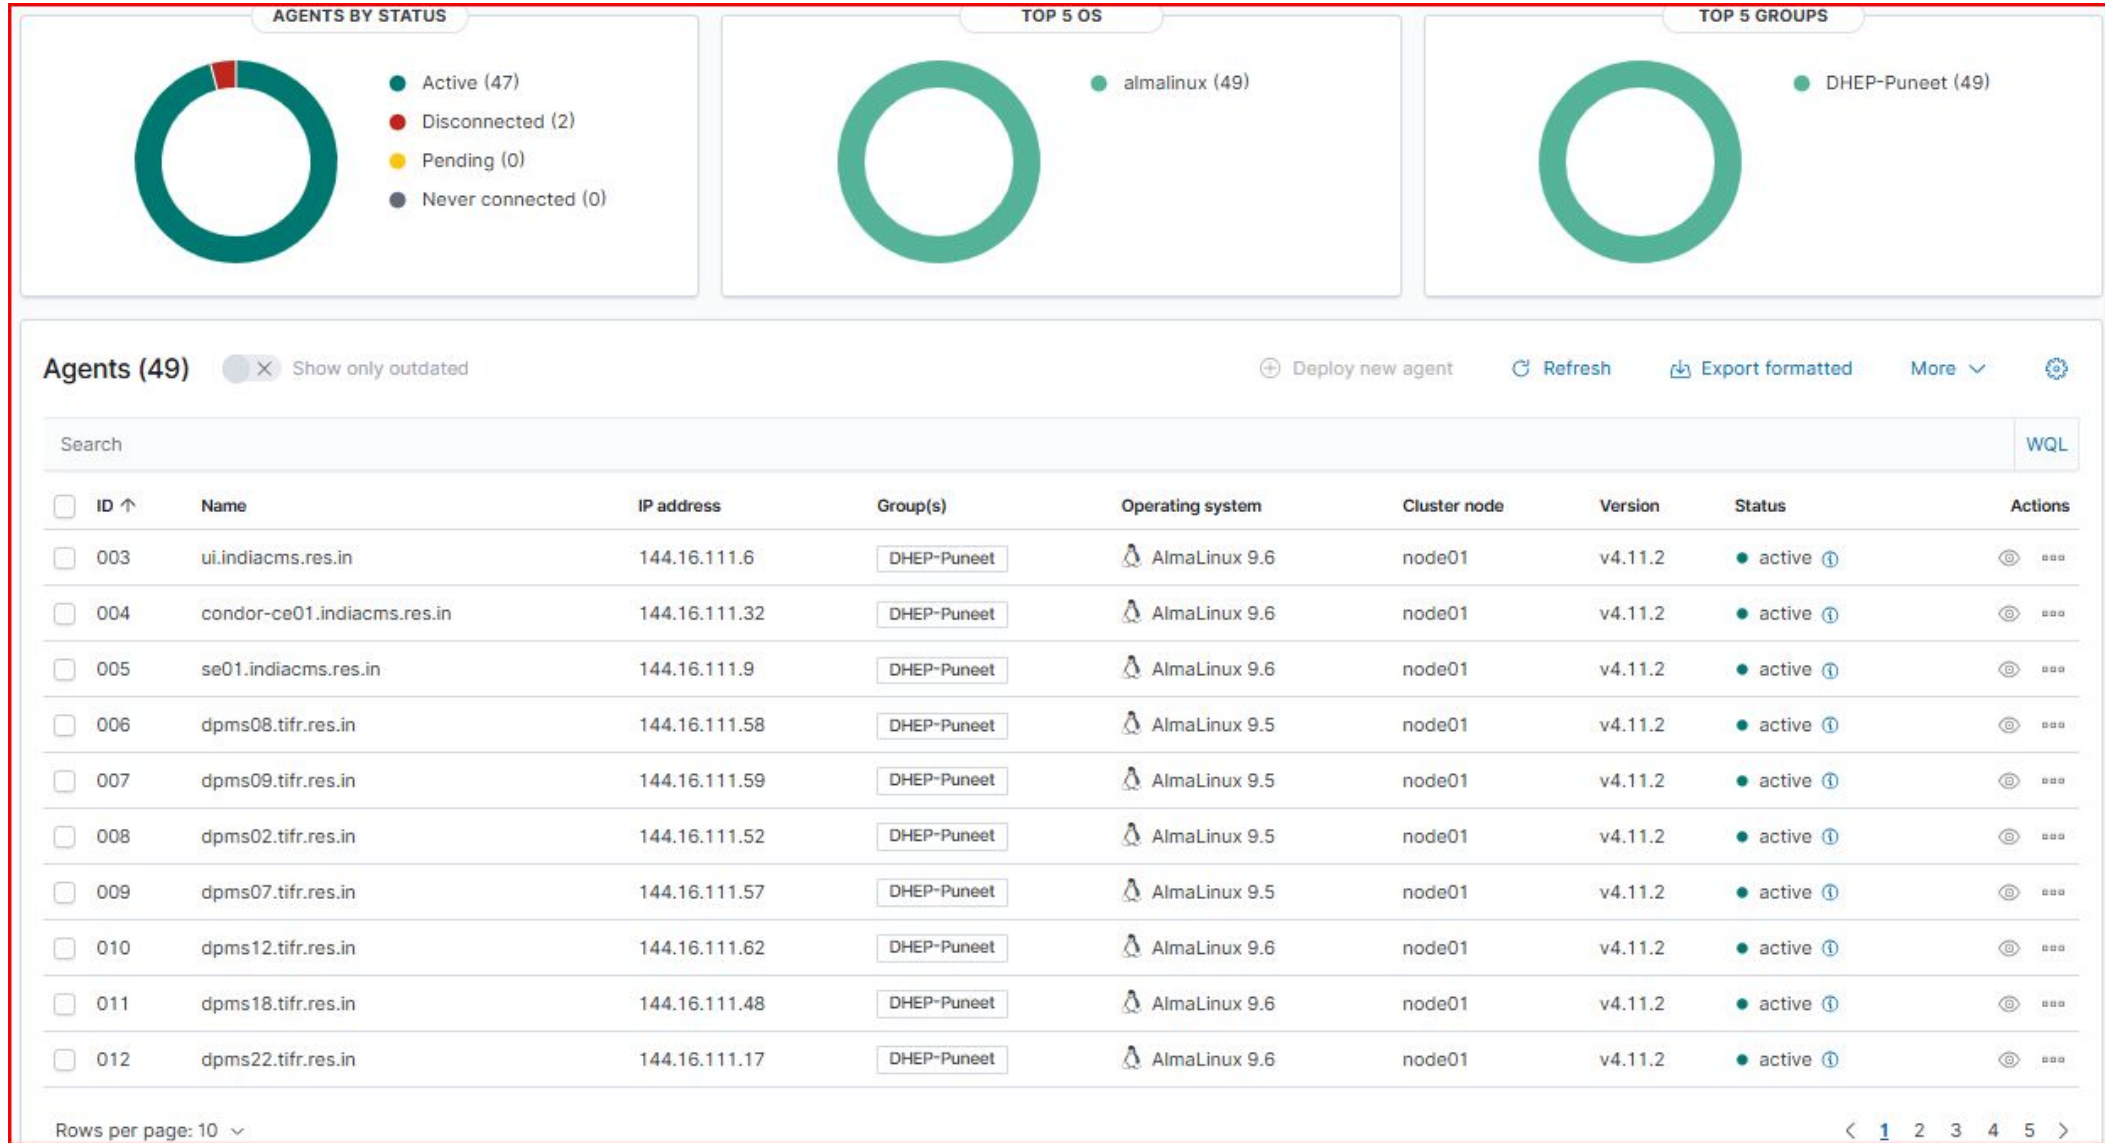 AGENTS BY STATUS
Active (47)
Disconnected (2)
Pending (0)
Never connected (0)
TOP 5 OS
almalinux (49)
TOP 5 GROUPS
DHEP-Puneet (49)
Agents (49) Show only outdated Deploy new agent Refresh Export formatted More
Search WQL
ID Name IP address Group(s) Operating system Cluster node Version Status Actions
003 ui.indiacms.res.in 144.16.111.6 DHEP-Puneet AlmaLinux 9.6 node01 v4.11.2 active
004 condor-ce01.indiacms.res.in 144.16.111.32 DHEP-Puneet AlmaLinux 9.6 node01 v4.11.2 active
005 se01.indiacms.res.in 144.16.111.9 DHEP-Puneet AlmaLinux 9.6 node01 v4.11.2 active
006 dpms08.tifr.res.in 144.16.111.58 DHEP-Puneet AlmaLinux 9.5 node01 v4.11.2 active
007 dpms09.tifr.res.in 144.16.111.59 DHEP-Puneet AlmaLinux 9.5 node01 v4.11.2 active
008 dpms02.tifr.res.in 144.16.111.52 DHEP-Puneet AlmaLinux 9.5 node01 v4.11.2 active
009 dpms07.tifr.res.in 144.16.111.57 DHEP-Puneet AlmaLinux 9.5 node01 v4.11.2 active
010 dpms12.tifr.res.in 144.16.111.62 DHEP-Puneet AlmaLinux 9.6 node01 v4.11.2 active
011 dpms18.tifr.res.in 144.16.111.48 DHEP-Puneet AlmaLinux 9.6 node01 v4.11.2 active
012 dpms22.tifr.res.in 144.16.111.17 DHEP-Puneet AlmaLinux 9.6 node01 v4.11.2 active
Rows per page: 10 1 2 3 4 5